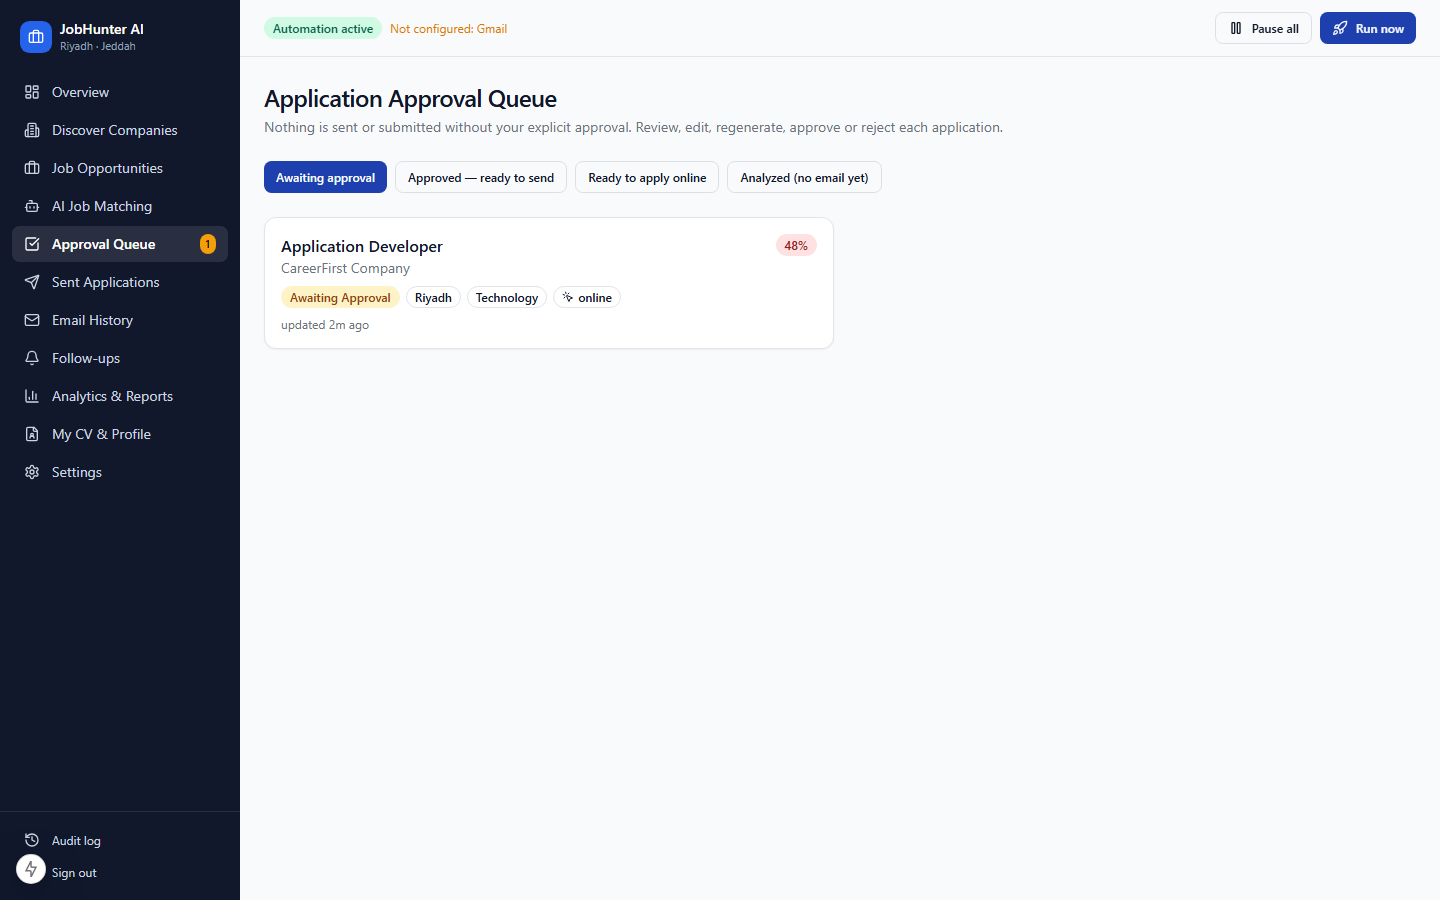 JobHunter AI
Riyadh · Jeddah
Overview
Discover Companies
Job Opportunities
AI Job Matching
Approval Queue 1
Sent Applications
Email History
Follow-ups
Analytics & Reports
My CV & Profile
Settings
Audit log
Sign out
Automation active Not configured: Gmail Pause all Run now
Application Approval Queue
Nothing is sent or submitted without your explicit approval. Review, edit, regenerate, approve or reject each application.
Awaiting approval Approved — ready to send Ready to apply online Analyzed (no email yet)
Application Developer 48%
CareerFirst Company
Awaiting Approval Riyadh Technology online
updated 2m ago